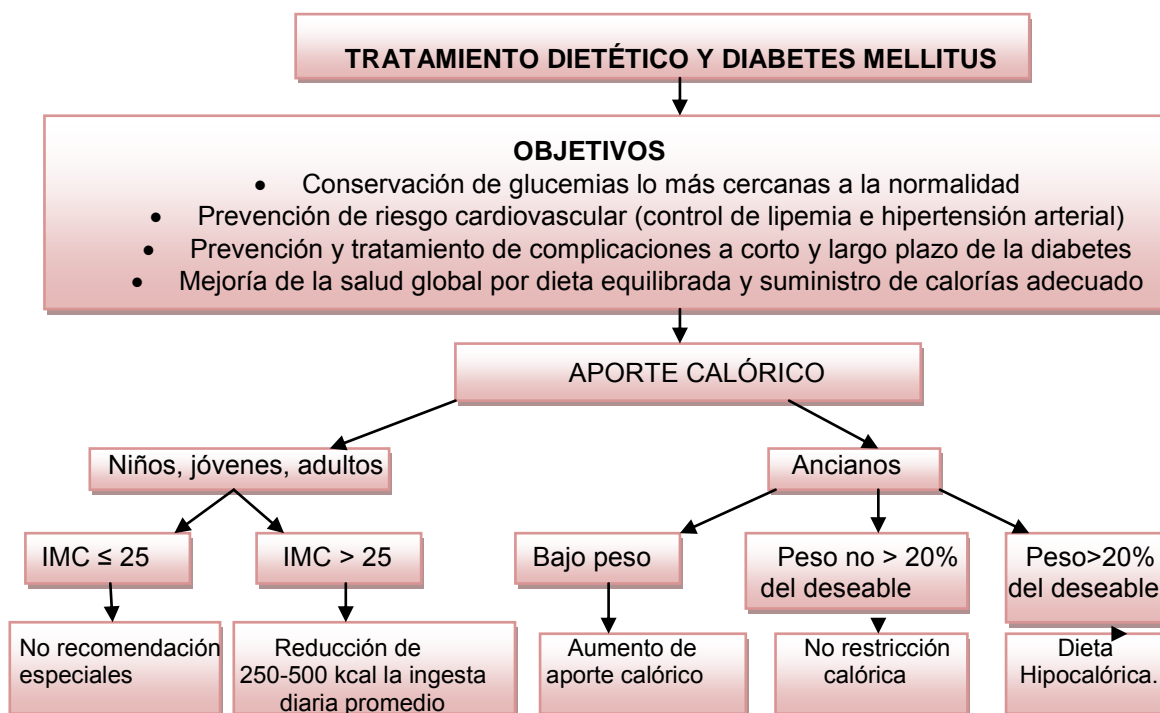 TRATAMIENTO DIETÉTICO Y DIABETES MELLITUS
OBJETIVOS
• Conservación de glucemias lo más cercanas a la normalidad
• Prevención de riesgo cardiovascular (control de lipemia e hipertensión arterial)
• Prevención y tratamiento de complicaciones a corto y largo plazo de la diabetes
• Mejoría de la salud global por dieta equilibrada y suministro de calorías adecuado
APORTE CALÓRICO
Niños, jóvenes, adultos
Ancianos
IMC ≤ 25
IMC > 25
Bajo peso
Peso no > 20%
del deseable
Peso>20%
del deseable
No recomendación
especiales
Reducción de
250-500 kcal la ingesta
diaria promedio
Aumento de
aporte calórico
No restricción
calórica
Dieta
Hipocalórica.